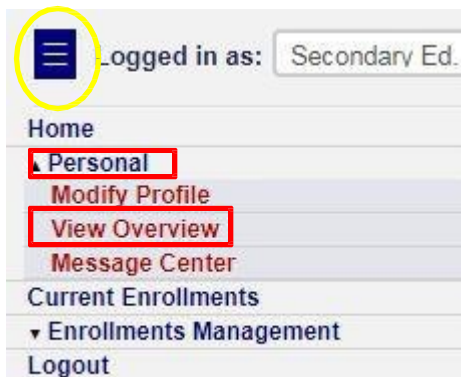 Logged in as: Secondary Ed.
Home
▴ Personal
Modify Profile
View Overview
Message Center
Current Enrollments
▾ Enrollments Management
Logout